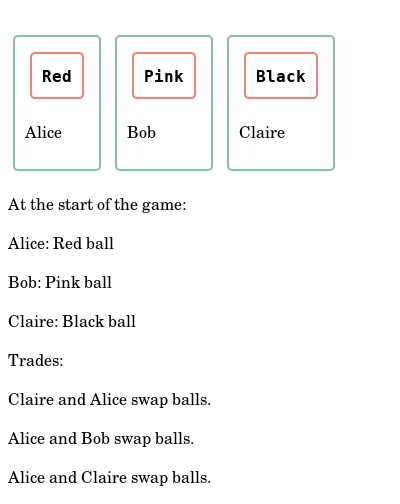 Red Pink Black
Alice Bob Claire
At the start of the game:
Alice: Red ball
Bob: Pink ball
Claire: Black ball
Trades:
Claire and Alice swap balls.
Alice and Bob swap balls.
Alice and Claire swap balls.